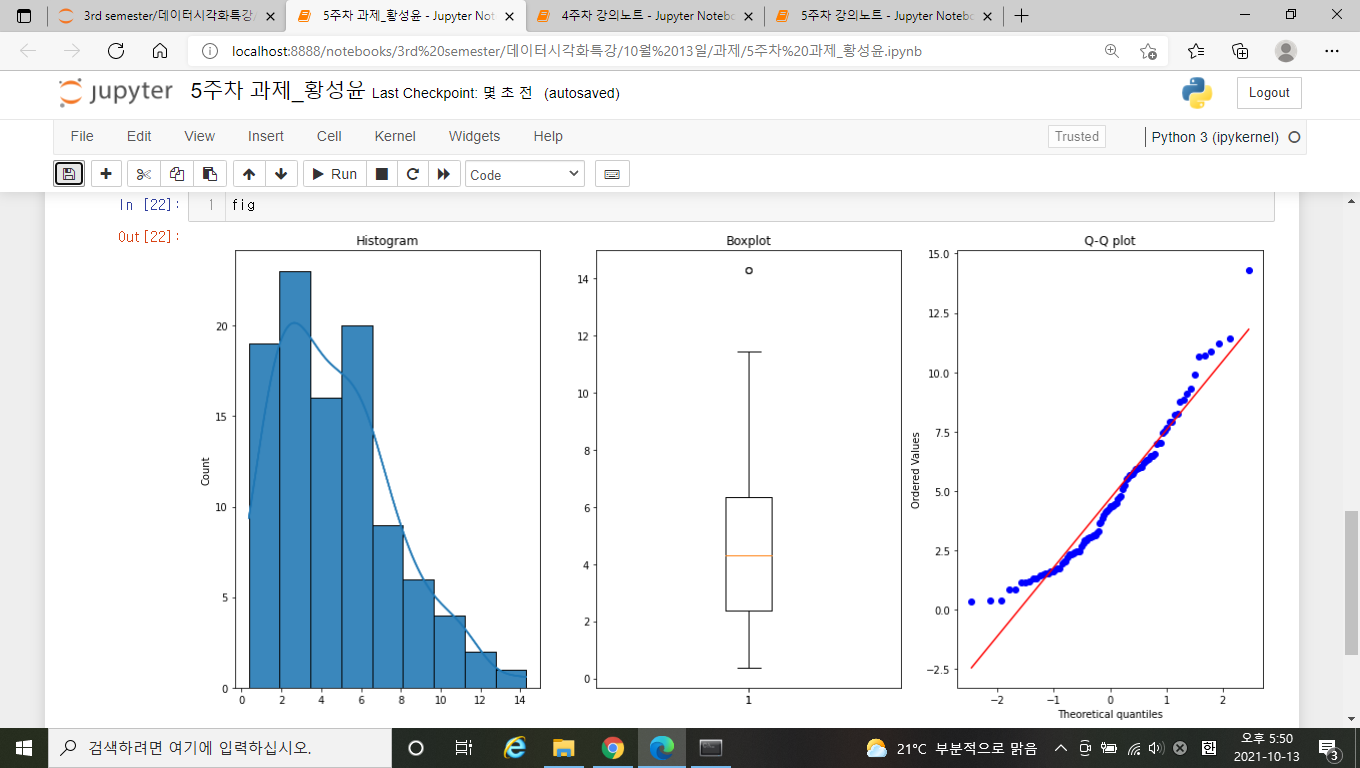 3rd semester/데이터시각화특강/
5주차 과제_황성윤 - Jupyter Not
4주차 강의노트 - Jupyter Notebo
5주차 강의노트 - Jupyter Notebo
localhost:8888/notebooks/3rd%20semester/데이터시각화특강/10월%2013일/과제/5주차%20과제_황성윤.ipynb
jupyter 5주차 과제_황성윤 Last Checkpoint: 몇 초 전 (autosaved)
Logout
File Edit View Insert Cell Kernel Widgets Help
Trusted Python 3 (ipykernel)
Run Code
In [22]: 1 fig
Out[22]:
Histogram
Count
20
15
10
5
0
0 2 4 6 8 10 12 14
Boxplot
14
12
10
8
6
4
2
0
1
Q-Q plot
Ordered Values
15.0
12.5
10.0
7.5
5.0
2.5
0.0
−2.5
−2 −1 0 1 2
Theoretical quantiles
검색하려면 여기에 입력하십시오.
21°C 부분적으로 맑음
한
오후 5:50
2021-10-13
3